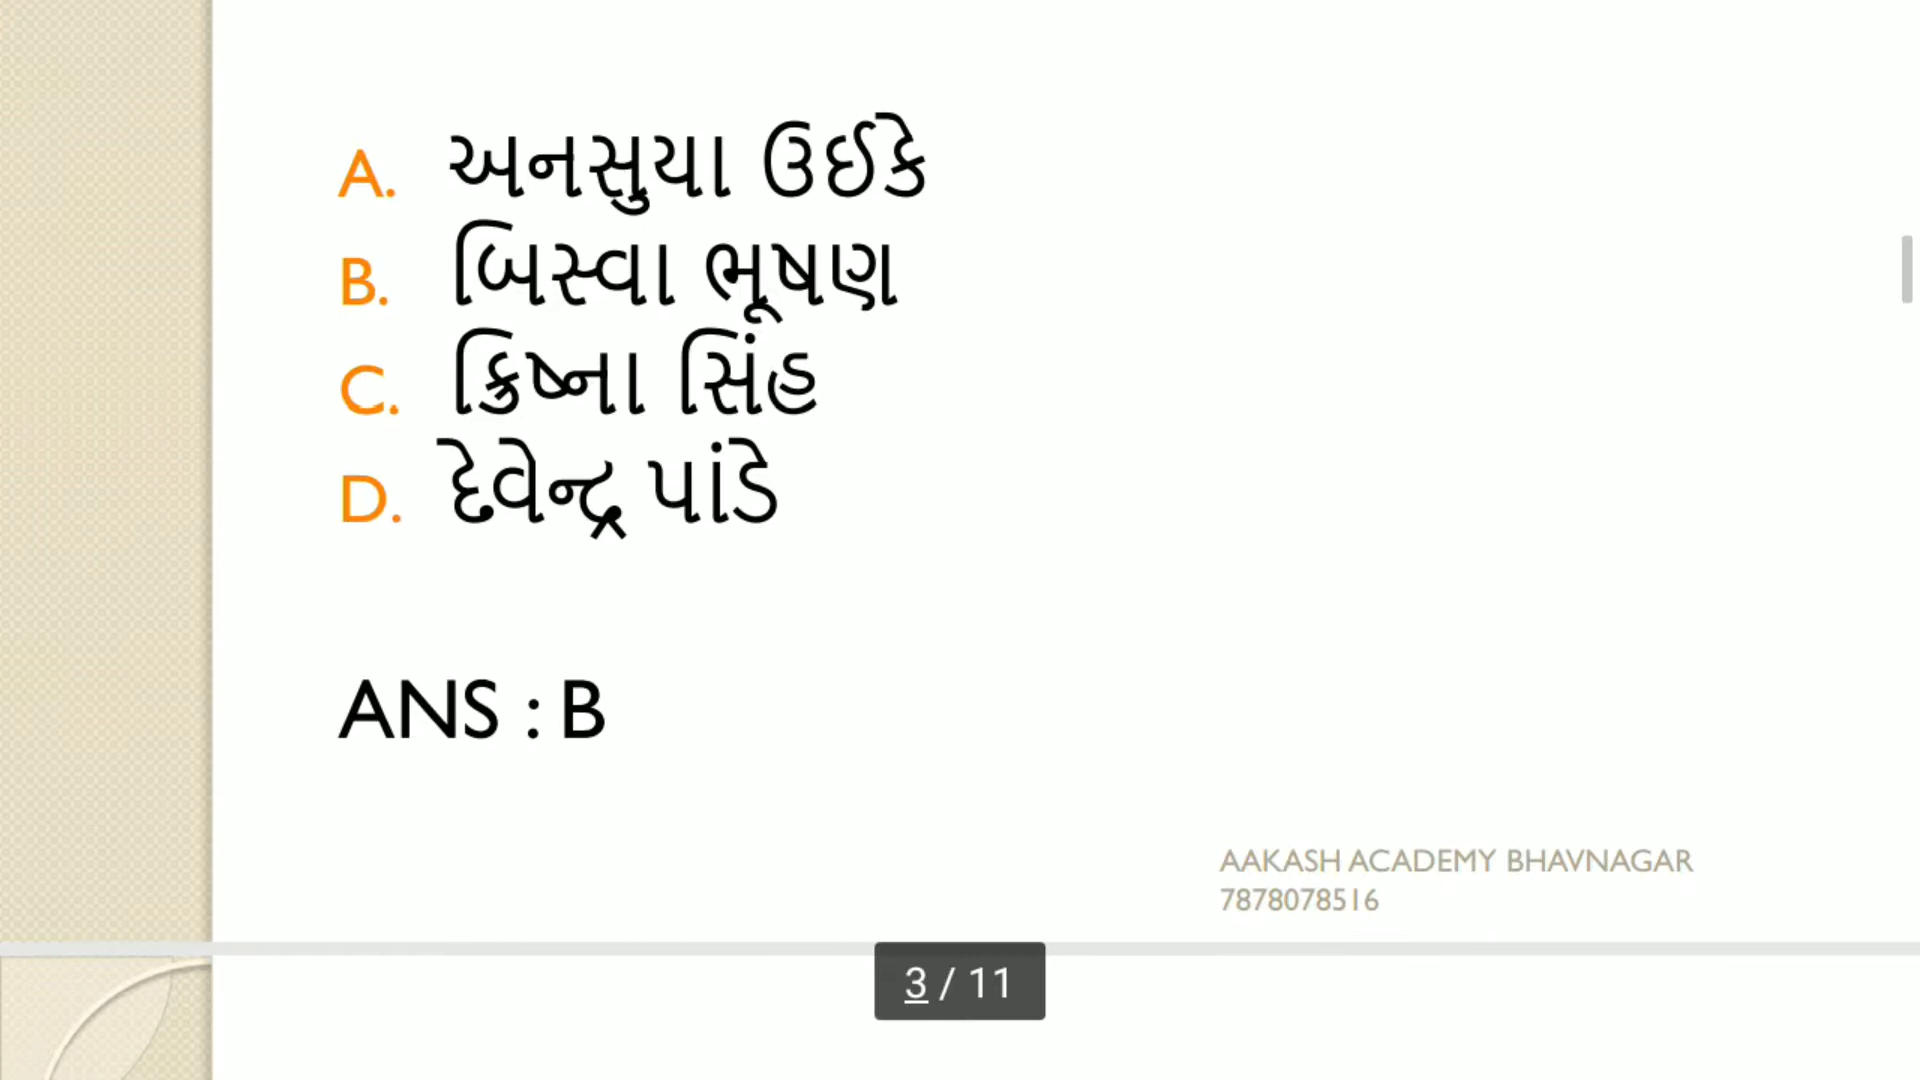 A. અનસુયા ઉઈકે
B. બિસ્વા ભૂષણ
C. ક્રિષ્ના સિંહ
D. દેવેન્દ્ર પાંડે
ANS : B
AAKASH ACADEMY BHAVNAGAR
7878078516
3 / 11